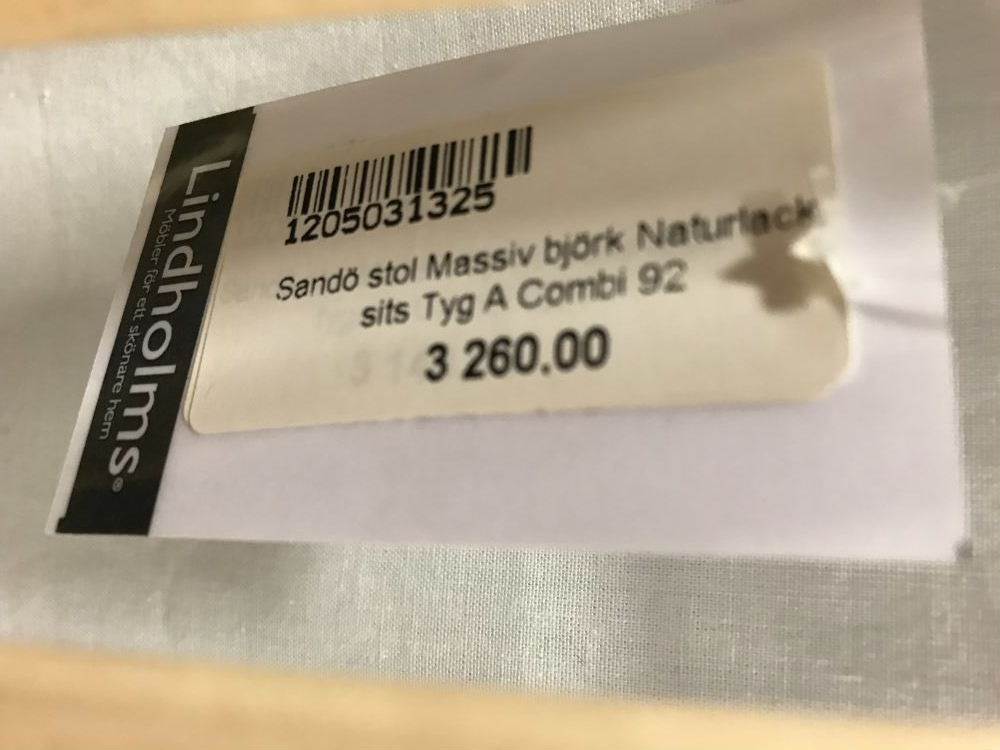 Lindholms®
Möbler för ett skönare hem
1205031325
Sandö stol Massiv björk Naturlack
sits Tyg A Combi 92
3 260.00